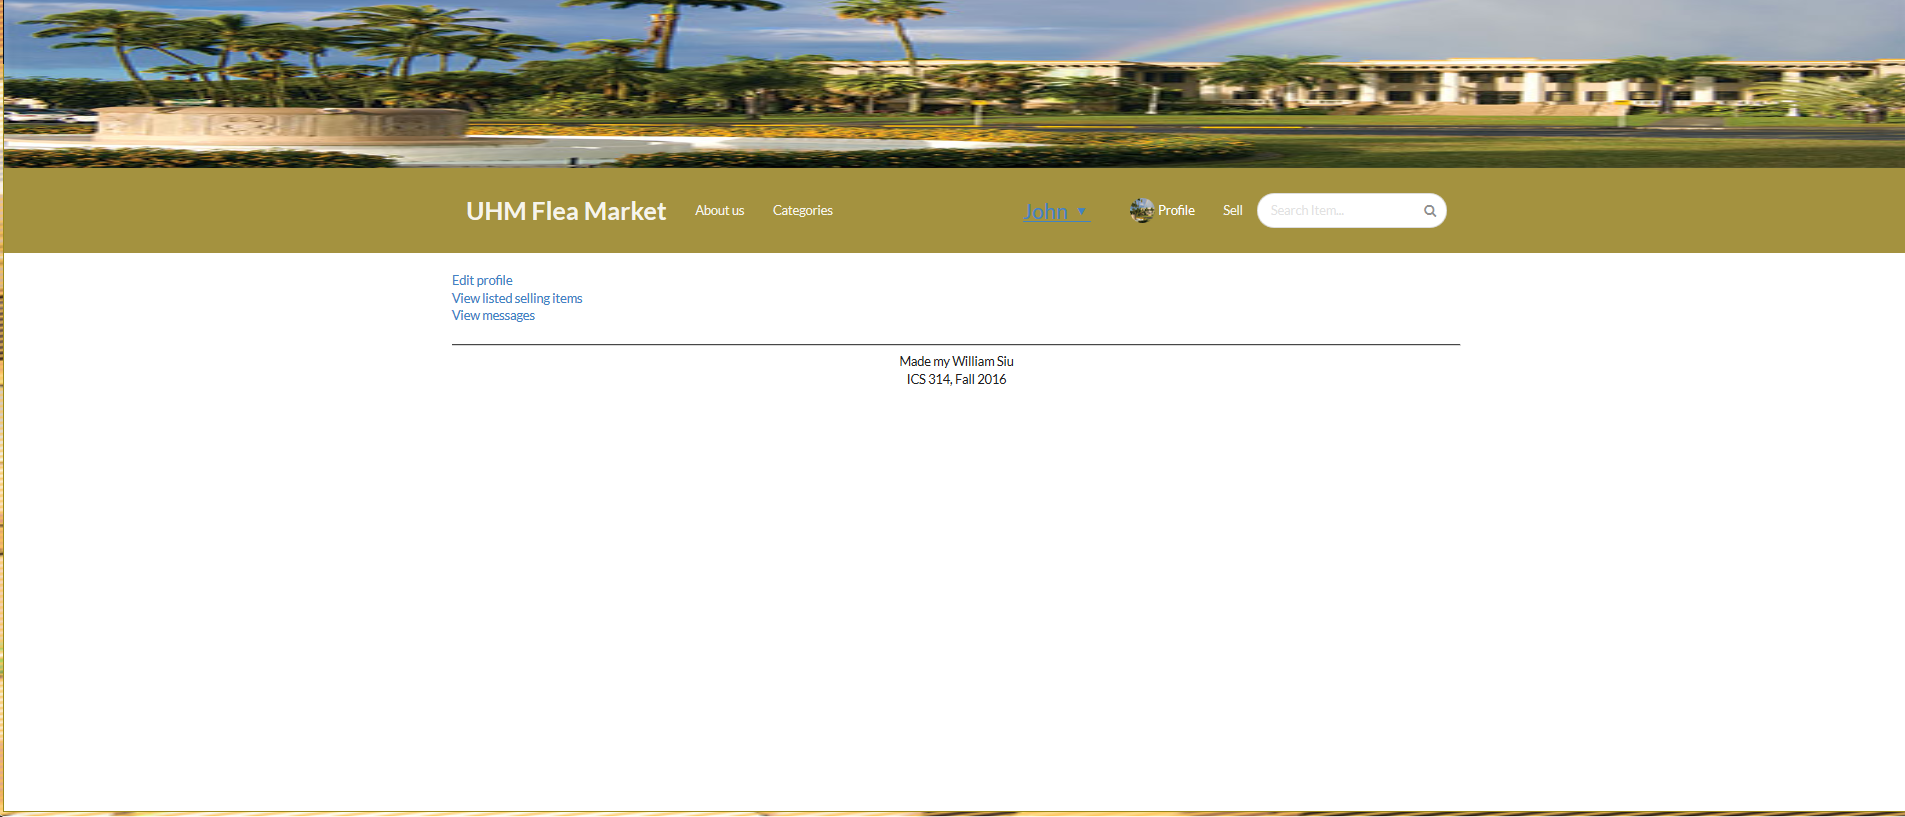 UHM Flea Market About us Categories John ▼ Profile Sell Search Item...
Edit profile
View listed selling items
View messages
Made my William Siu
ICS 314, Fall 2016